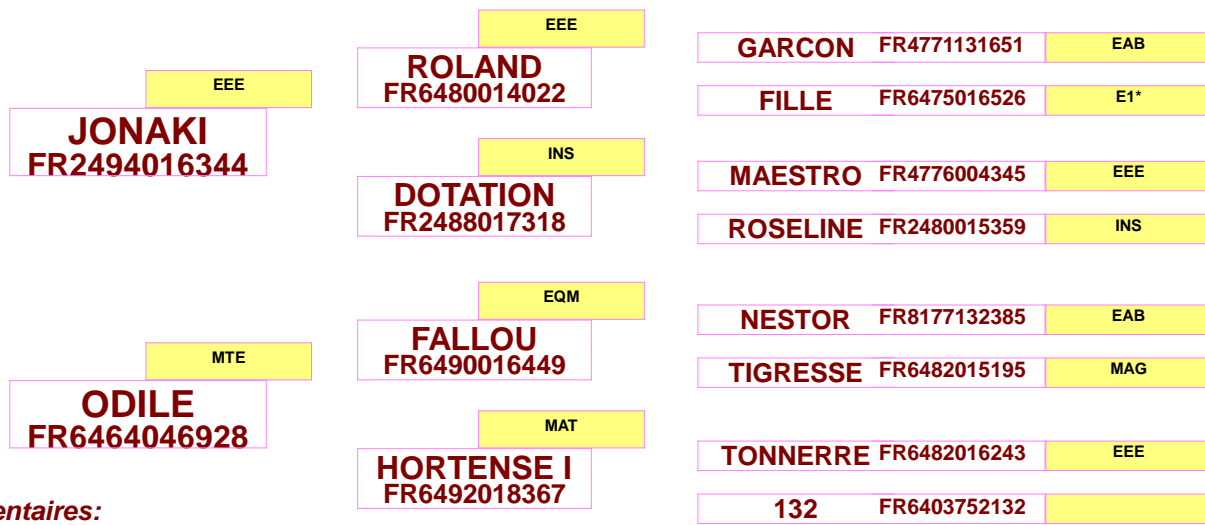 EEE
JONAKI
FR2494016344
EEE
ROLAND
FR6480014022
INS
DOTATION
FR2488017318
GARCON FR4771131651 EAB
FILLE FR6475016526 E1*
MAESTRO FR4776004345 EEE
ROSELINE FR2480015359 INS
MTE
ODILE
FR6464046928
EQM
FALLOU
FR6490016449
MAT
HORTENSE I
FR6492018367
NESTOR FR8177132385 EAB
TIGRESSE FR6482015195 MAG
TONNERRE FR6482016243 EEE
132 FR6403752132
entaires: